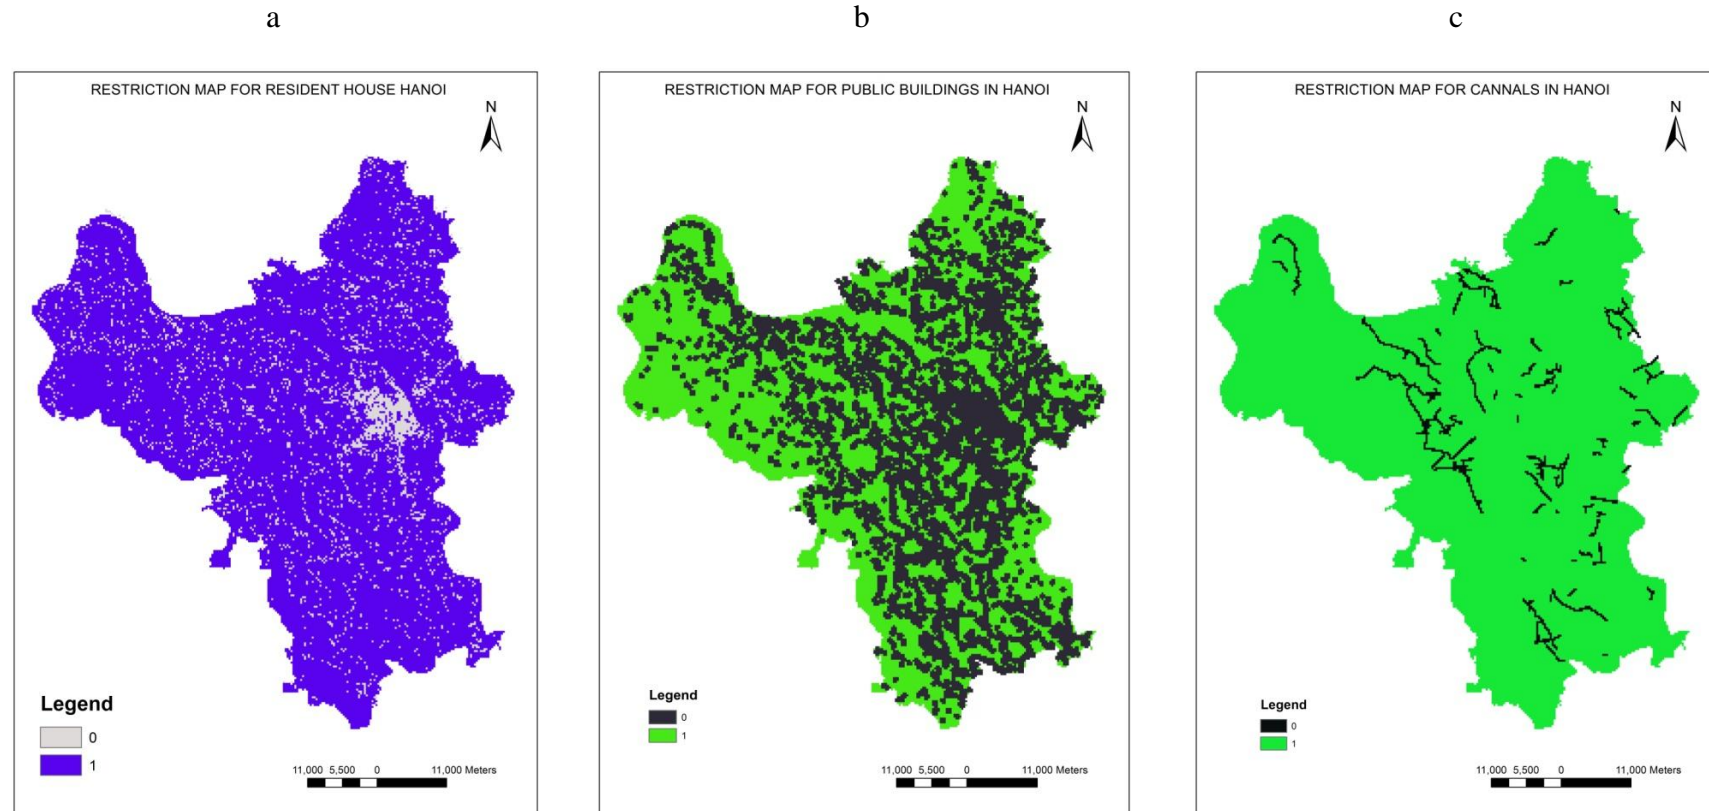 a
b
c
RESTRICTION MAP FOR RESIDENT HOUSE HANOI
N
Legend
0
1
11,000 5,500 0 11,000 Meters
RESTRICTION MAP FOR PUBLIC BUILDINGS IN HANOI
N
Legend
0
1
11,000 5,500 0 11,000 Meters
RESTRICTION MAP FOR CANNALS IN HANOI
N
Legend
0
1
11,000 5,500 0 11,000 Meters